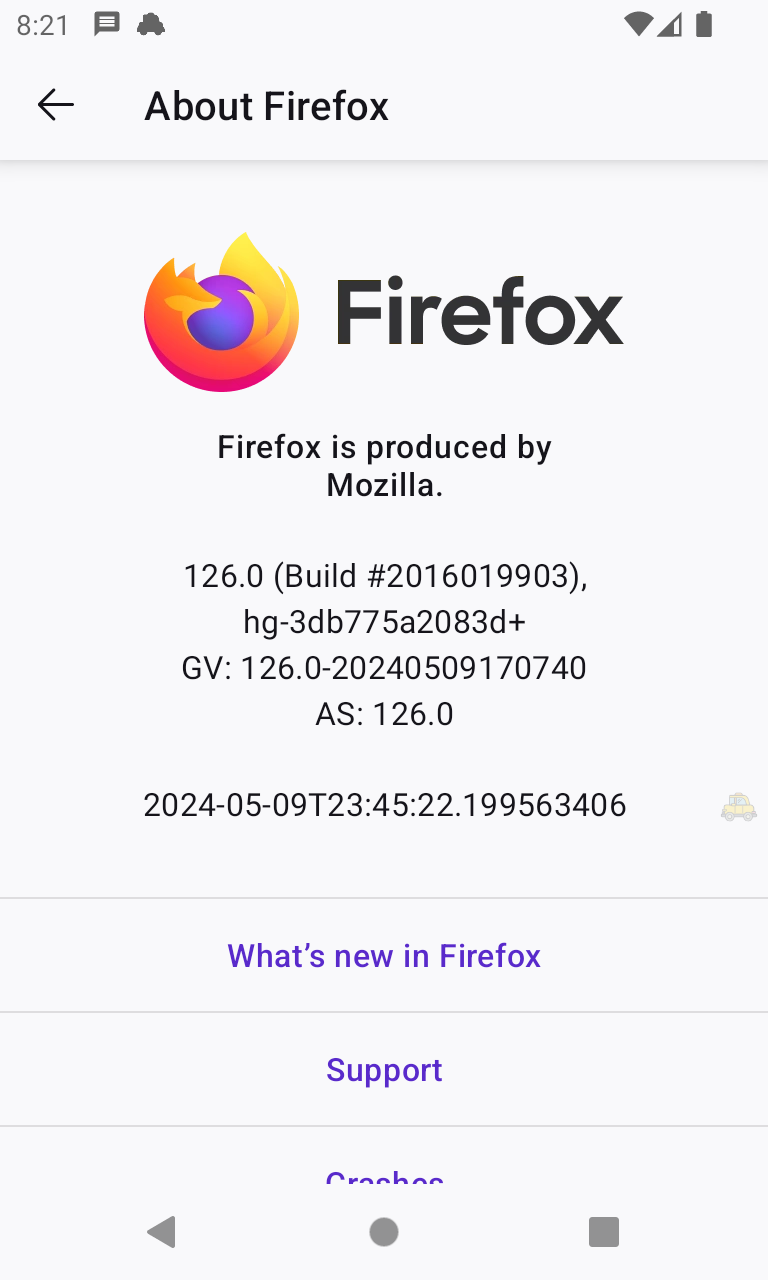 8:21
About Firefox
Firefox
Firefox is produced by
Mozilla.
126.0 (Build #2016019903),
hg-3db775a2083d+
GV: 126.0-20240509170740
AS: 126.0
2024-05-09T23:45:22.199563406
What’s new in Firefox
Support
Crashes